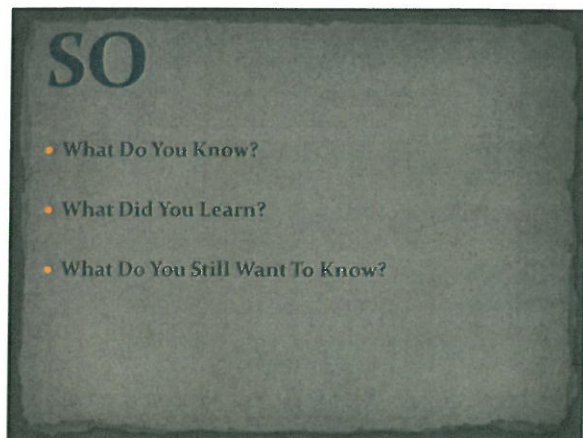 SO
• What Do You Know?
• What Did You Learn?
• What Do You Still Want To Know?